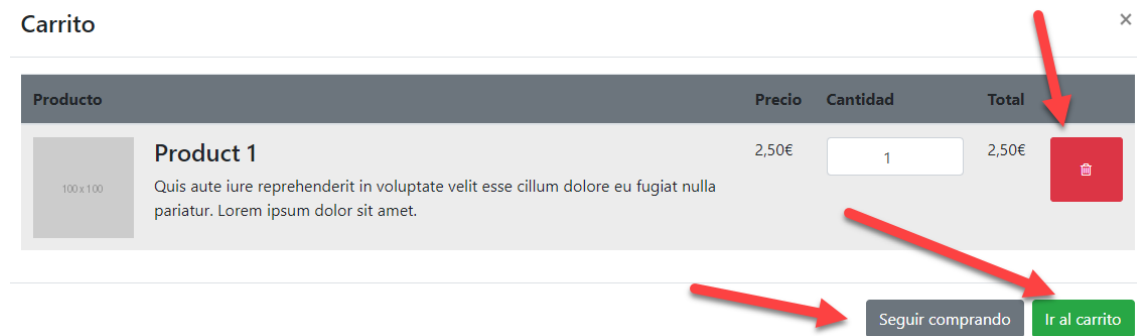 Carrito ×
Producto Precio Cantidad Total
Product 1 2,50€ 1 2,50€
100 x 100
Quis aute iure reprehenderit in voluptate velit esse cillum dolore eu fugiat nulla
pariatur. Lorem ipsum dolor sit amet.
Seguir comprando Ir al carrito